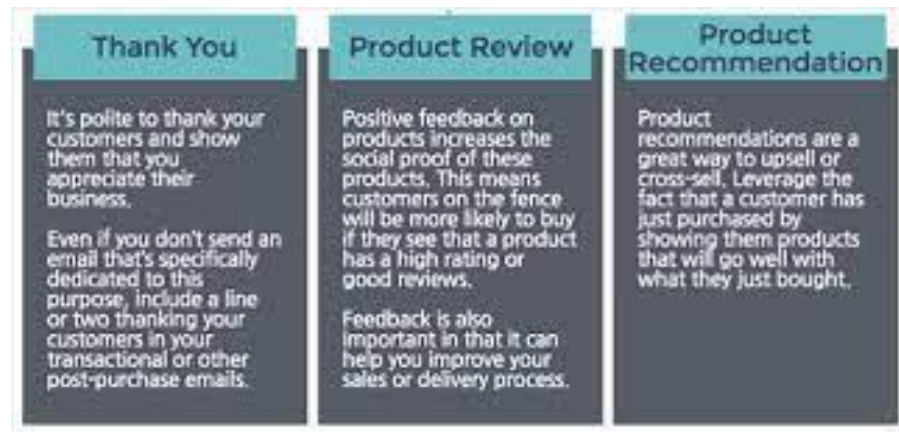 Thank You
It's polite to thank your
customers and show
them that you
appreciate their
business.
Even if you don't send an
email that's specifically
dedicated to this
purpose, include a line
or two thanking your
customers in your
transactional or other
post-purchase emails.
Product Review
Positive feedback on
products increases the
social proof of these
products. This means
customers on the fence
will be more likely to buy
if they see that a product
has a high rating or
good reviews.
Feedback is also
important in that it can
help you improve your
sales or delivery process.
Product
Recommendation
Product
recommendations are a
great way to upsell or
cross-sell. Leverage the
fact that a customer has
just purchased by
showing them products
that will go well with
what they just bought.